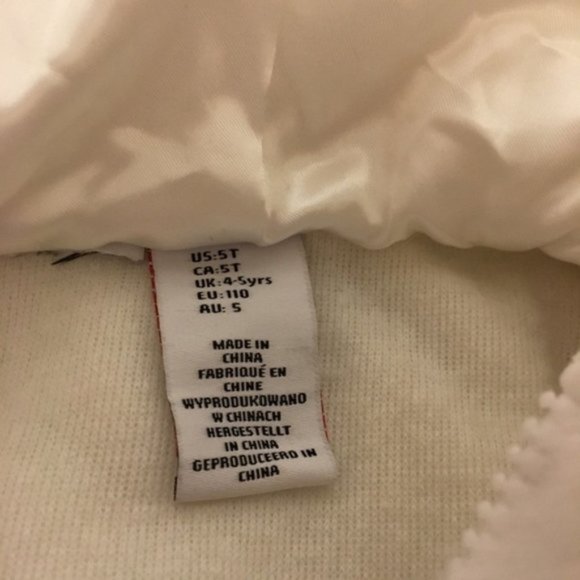 US:5T
CA:5T
UK:4-5yrs
EU:110
AU: 5
MADE IN
CHINA
FABRIQUÉ EN
CHINE
WYPRODUKOWANO
W CHINACH
HERGESTELLT
IN CHINA
GEPRODUCEERD IN
CHINA